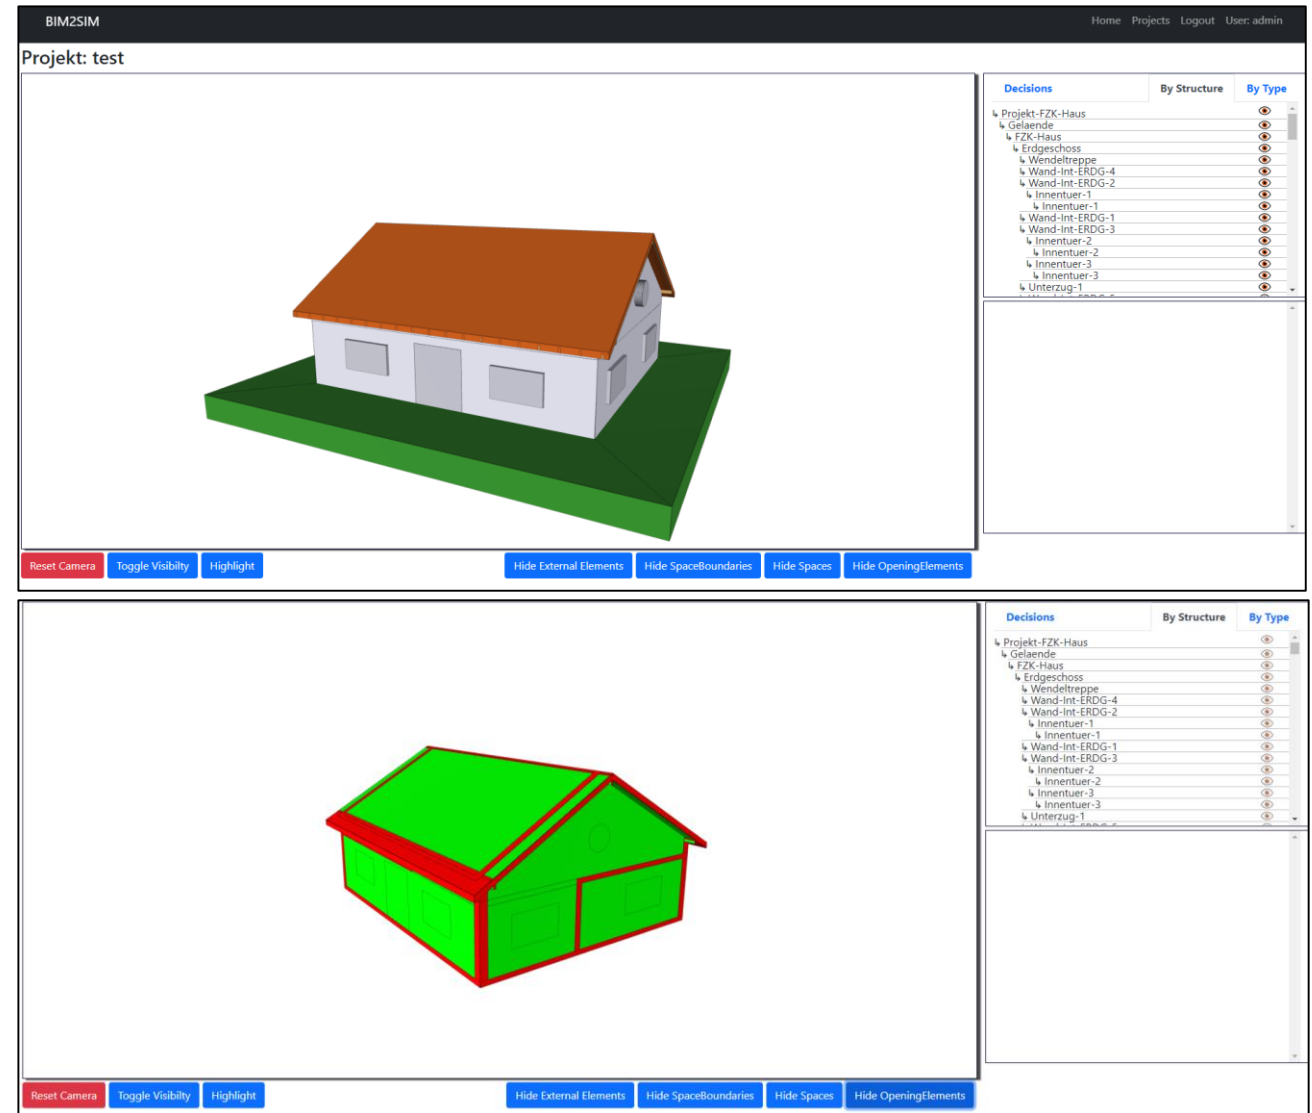 BIM2SIM Home Projects Logout User: admin
Projekt: test
Decisions By Structure By Type
↳ Projekt-FZK-Haus
↳ Gelaende
↳ FZK-Haus
↳ Erdgeschoss
↳ Wendeltreppe
↳ Wand-Int-ERDG-4
↳ Wand-Int-ERDG-2
↳ Innentuer-1
↳ Innentuer-1
↳ Wand-Int-ERDG-1
↳ Wand-Int-ERDG-3
↳ Innentuer-2
↳ Innentuer-2
↳ Innentuer-3
↳ Innentuer-3
↳ Unterzug-1
Reset Camera Toggle Visibilty Highlight Hide External Elements Hide SpaceBoundaries Hide Spaces Hide OpeningElements
Decisions By Structure By Type
↳ Projekt-FZK-Haus
↳ Gelaende
↳ FZK-Haus
↳ Erdgeschoss
↳ Wendeltreppe
↳ Wand-Int-ERDG-4
↳ Wand-Int-ERDG-2
↳ Innentuer-1
↳ Innentuer-1
↳ Wand-Int-ERDG-1
↳ Wand-Int-ERDG-3
↳ Innentuer-2
↳ Innentuer-2
↳ Innentuer-3
↳ Innentuer-3
↳ Unterzug-1
Reset Camera Toggle Visibilty Highlight Hide External Elements Hide SpaceBoundaries Hide Spaces Hide OpeningElements